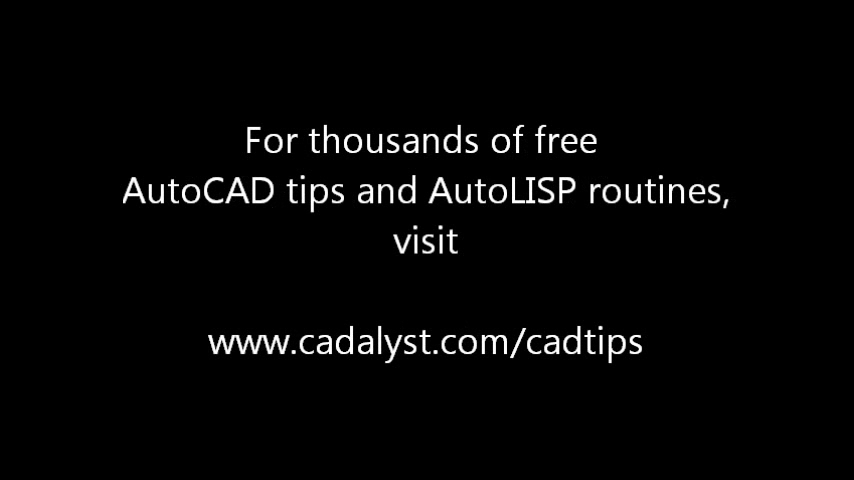 For thousands of free
AutoCAD tips and AutoLISP routines,
visit
www.cadalyst.com/cadtips